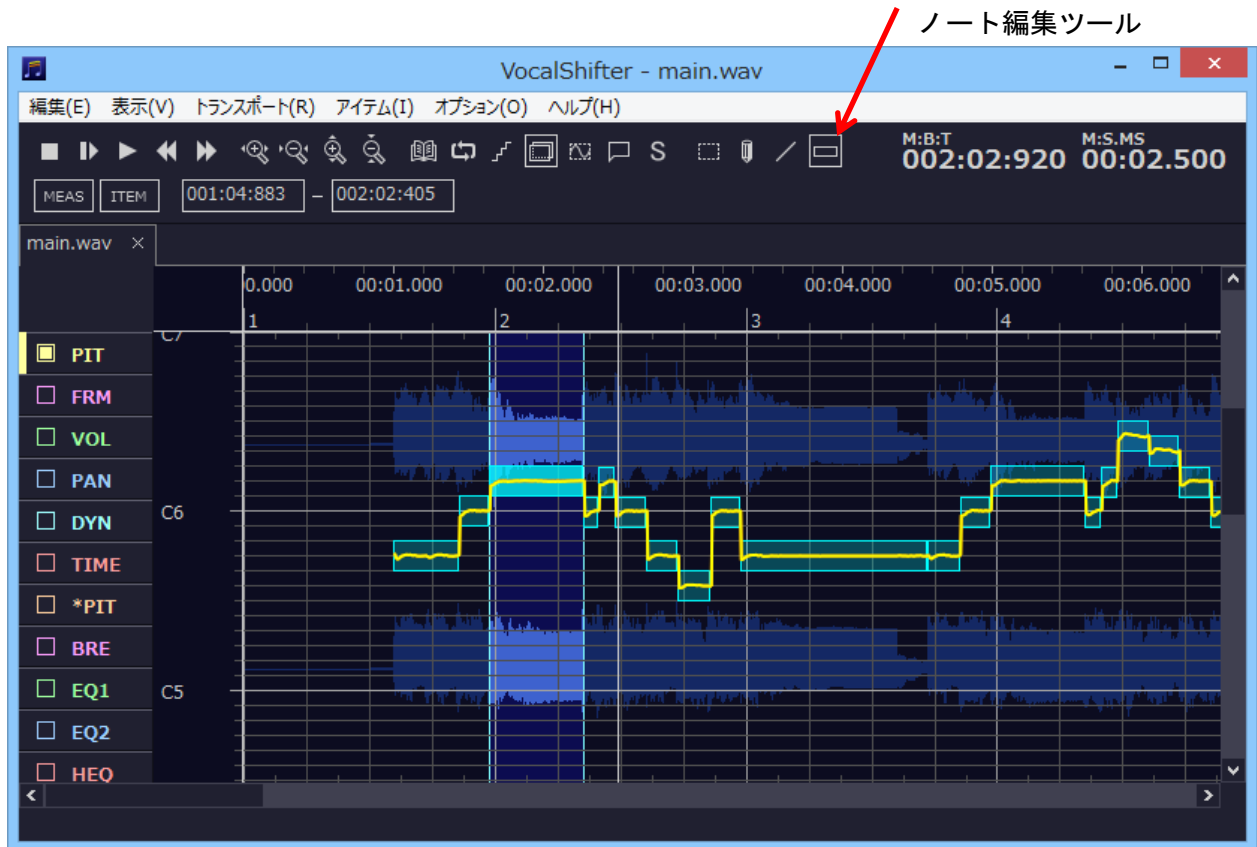 ノート編集ツール
VocalShifter - main.wav
編集(E) 表示(V) トランスポート(R) アイテム(I) オプション(O) ヘルプ(H)
S
M:B:T M:S.MS
002:02:920 00:02.500
MEAS ITEM 001:04:883 – 002:02:405
main.wav ×
0.000 00:01.000 00:02.000 00:03.000 00:04.000 00:05.000 00:06.000
1 2 3 4
C7
PIT
FRM
VOL
PAN
C6
DYN
TIME
*PIT
BRE
EQ1
C5
EQ2
HEQ